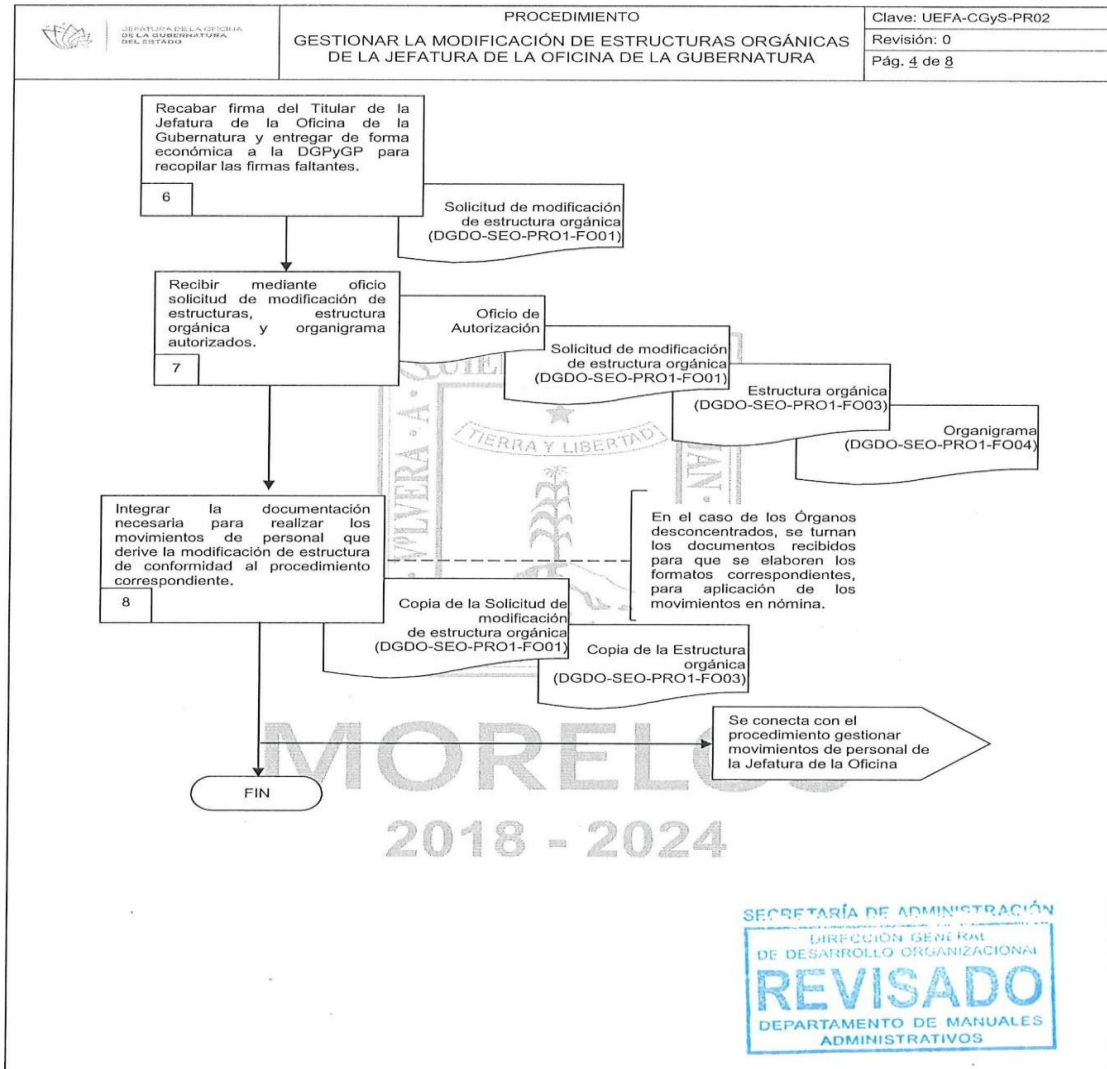 JEFATURA DE LA OFICINA
DE LA GUBERNATURA
DEL ESTADO
PROCEDIMIENTO
GESTIONAR LA MODIFICACIÓN DE ESTRUCTURAS ORGÁNICAS
DE LA JEFATURA DE LA OFICINA DE LA GUBERNATURA
Clave: UEFA-CGyS-PR02
Revisión: 0
Pág. 4 de 8
Recabar firma del Titular de la
Jefatura de la Oficina de la
Gubernatura y entregar de forma
económica a la DGPyGP para
recopilar las firmas faltantes.
6
Solicitud de modificación
de estructura orgánica
(DGDO-SEO-PRO1-FO01)
Recibir mediante oficio
solicitud de modificación de
estructuras, estructura
orgánica y organigrama
autorizados.
7
Oficio de
Autorización
Solicitud de modificación
de estructura orgánica
(DGDO-SEO-PRO1-FO01)
Estructura orgánica
(DGDO-SEO-PRO1-FO03)
Organigrama
(DGDO-SEO-PRO1-FO04)
TIERRA Y LIBERTAD
VOLVERA · A ·
Integrar la documentación
necesaria para realizar los
movimientos de personal que
derive la modificación de estructura
de conformidad al procedimiento
correspondiente.
8
En el caso de los Órganos
desconcentrados, se turnan
los documentos recibidos
para que se elaboren los
formatos correspondientes,
para aplicación de los
movimientos en nómina.
Copia de la Solicitud de
modificación
de estructura orgánica
(DGDO-SEO-PRO1-FO01)
Copia de la Estructura
orgánica
(DGDO-SEO-PRO1-FO03)
Se conecta con el
procedimiento gestionar
movimientos de personal de
la Jefatura de la Oficina
FIN
MORELOS
2018 - 2024
SECRETARÍA DE ADMINISTRACIÓN
DIRECCIÓN GENERAL
DE DESARROLLO ORGANIZACIONAL
REVISADO
DEPARTAMENTO DE MANUALES
ADMINISTRATIVOS